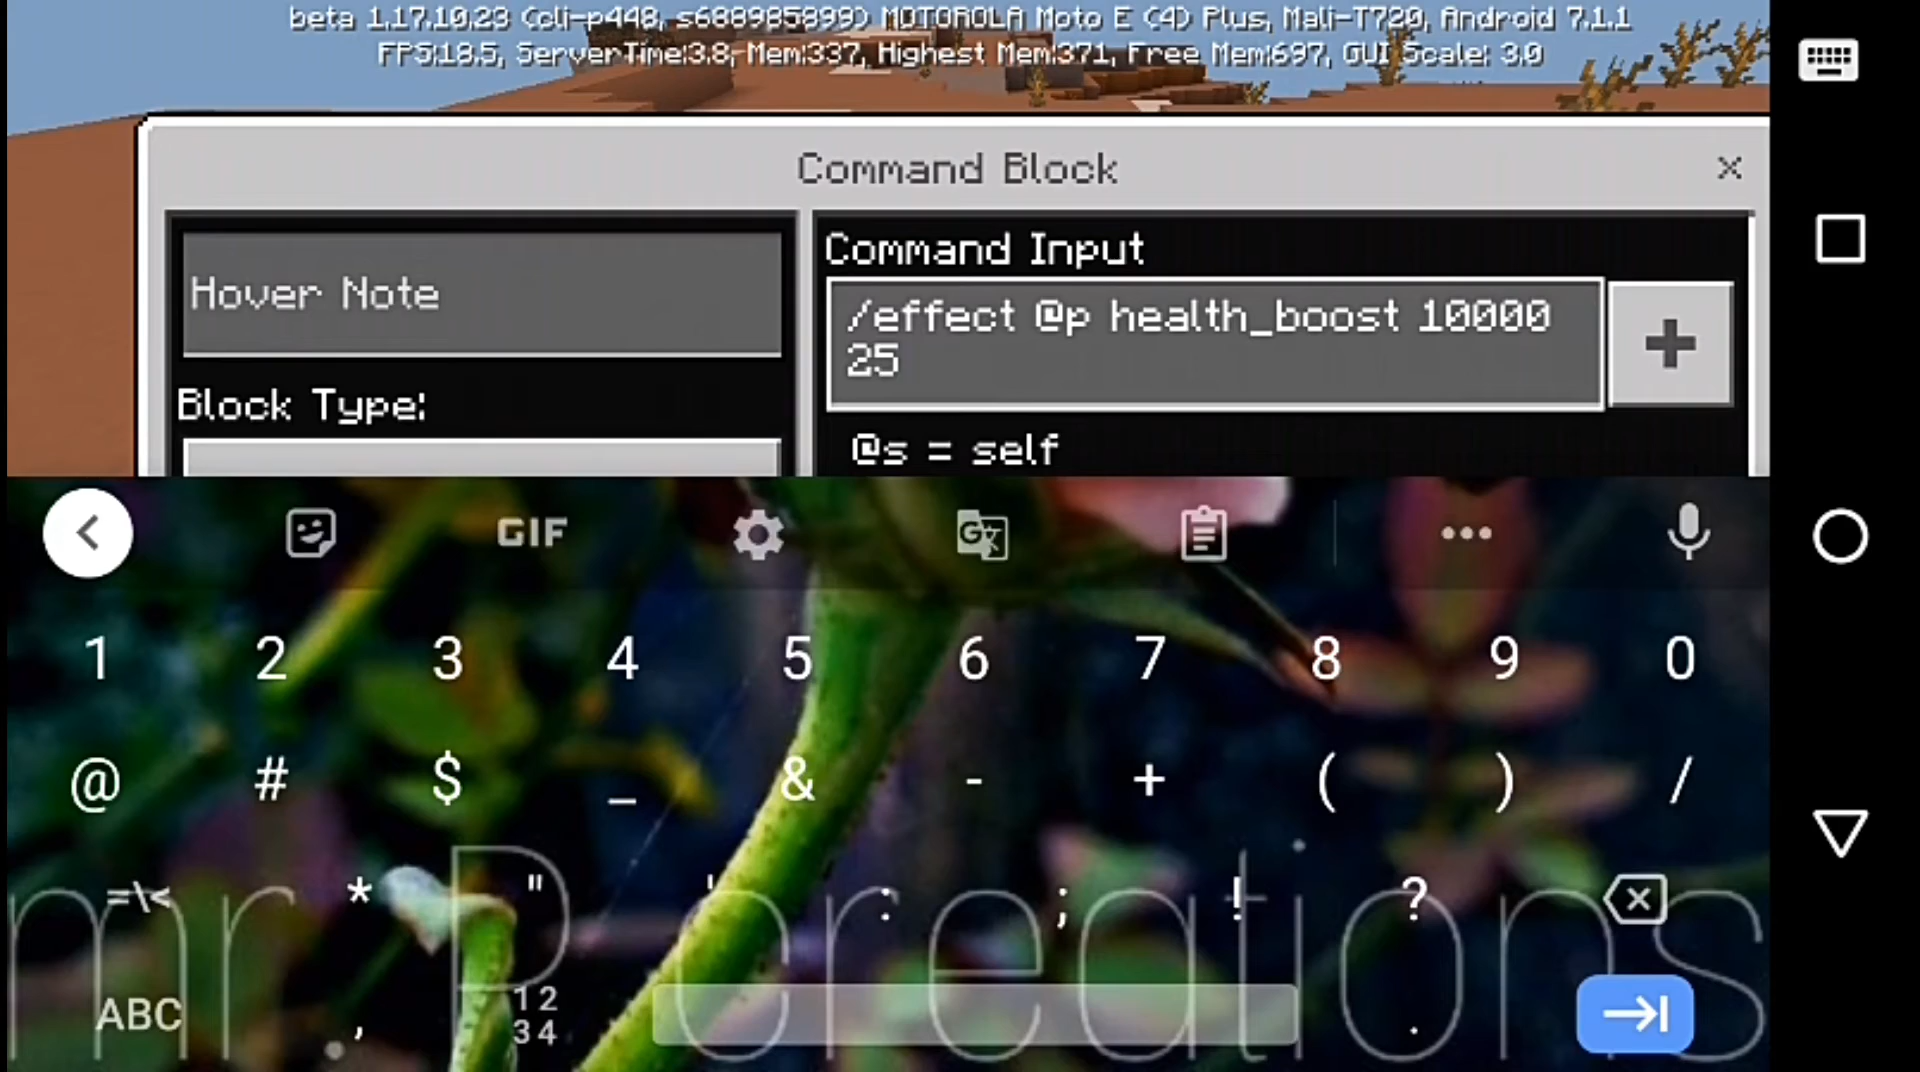 beta 1.17.10.23 (cli-p448, s688985899) MOTOROLA Moto E (4) Plus, Mali-T720, Android 7.1.1
FPS:18.5, ServerTime:3.8, Mem:337, Highest Mem:371, Free Mem:697, GUI Scale: 3.0
Command Block
Hover Note
Block Type:
Command Input
/effect @p health_boost 10000
25
@s = self
GIF
1 2 3 4 5 6 7 8 9 0
@ # $ _ & - + ( ) /
=\< * " ' : ; ! ?
mr. P creations
ABC , 12 34 .